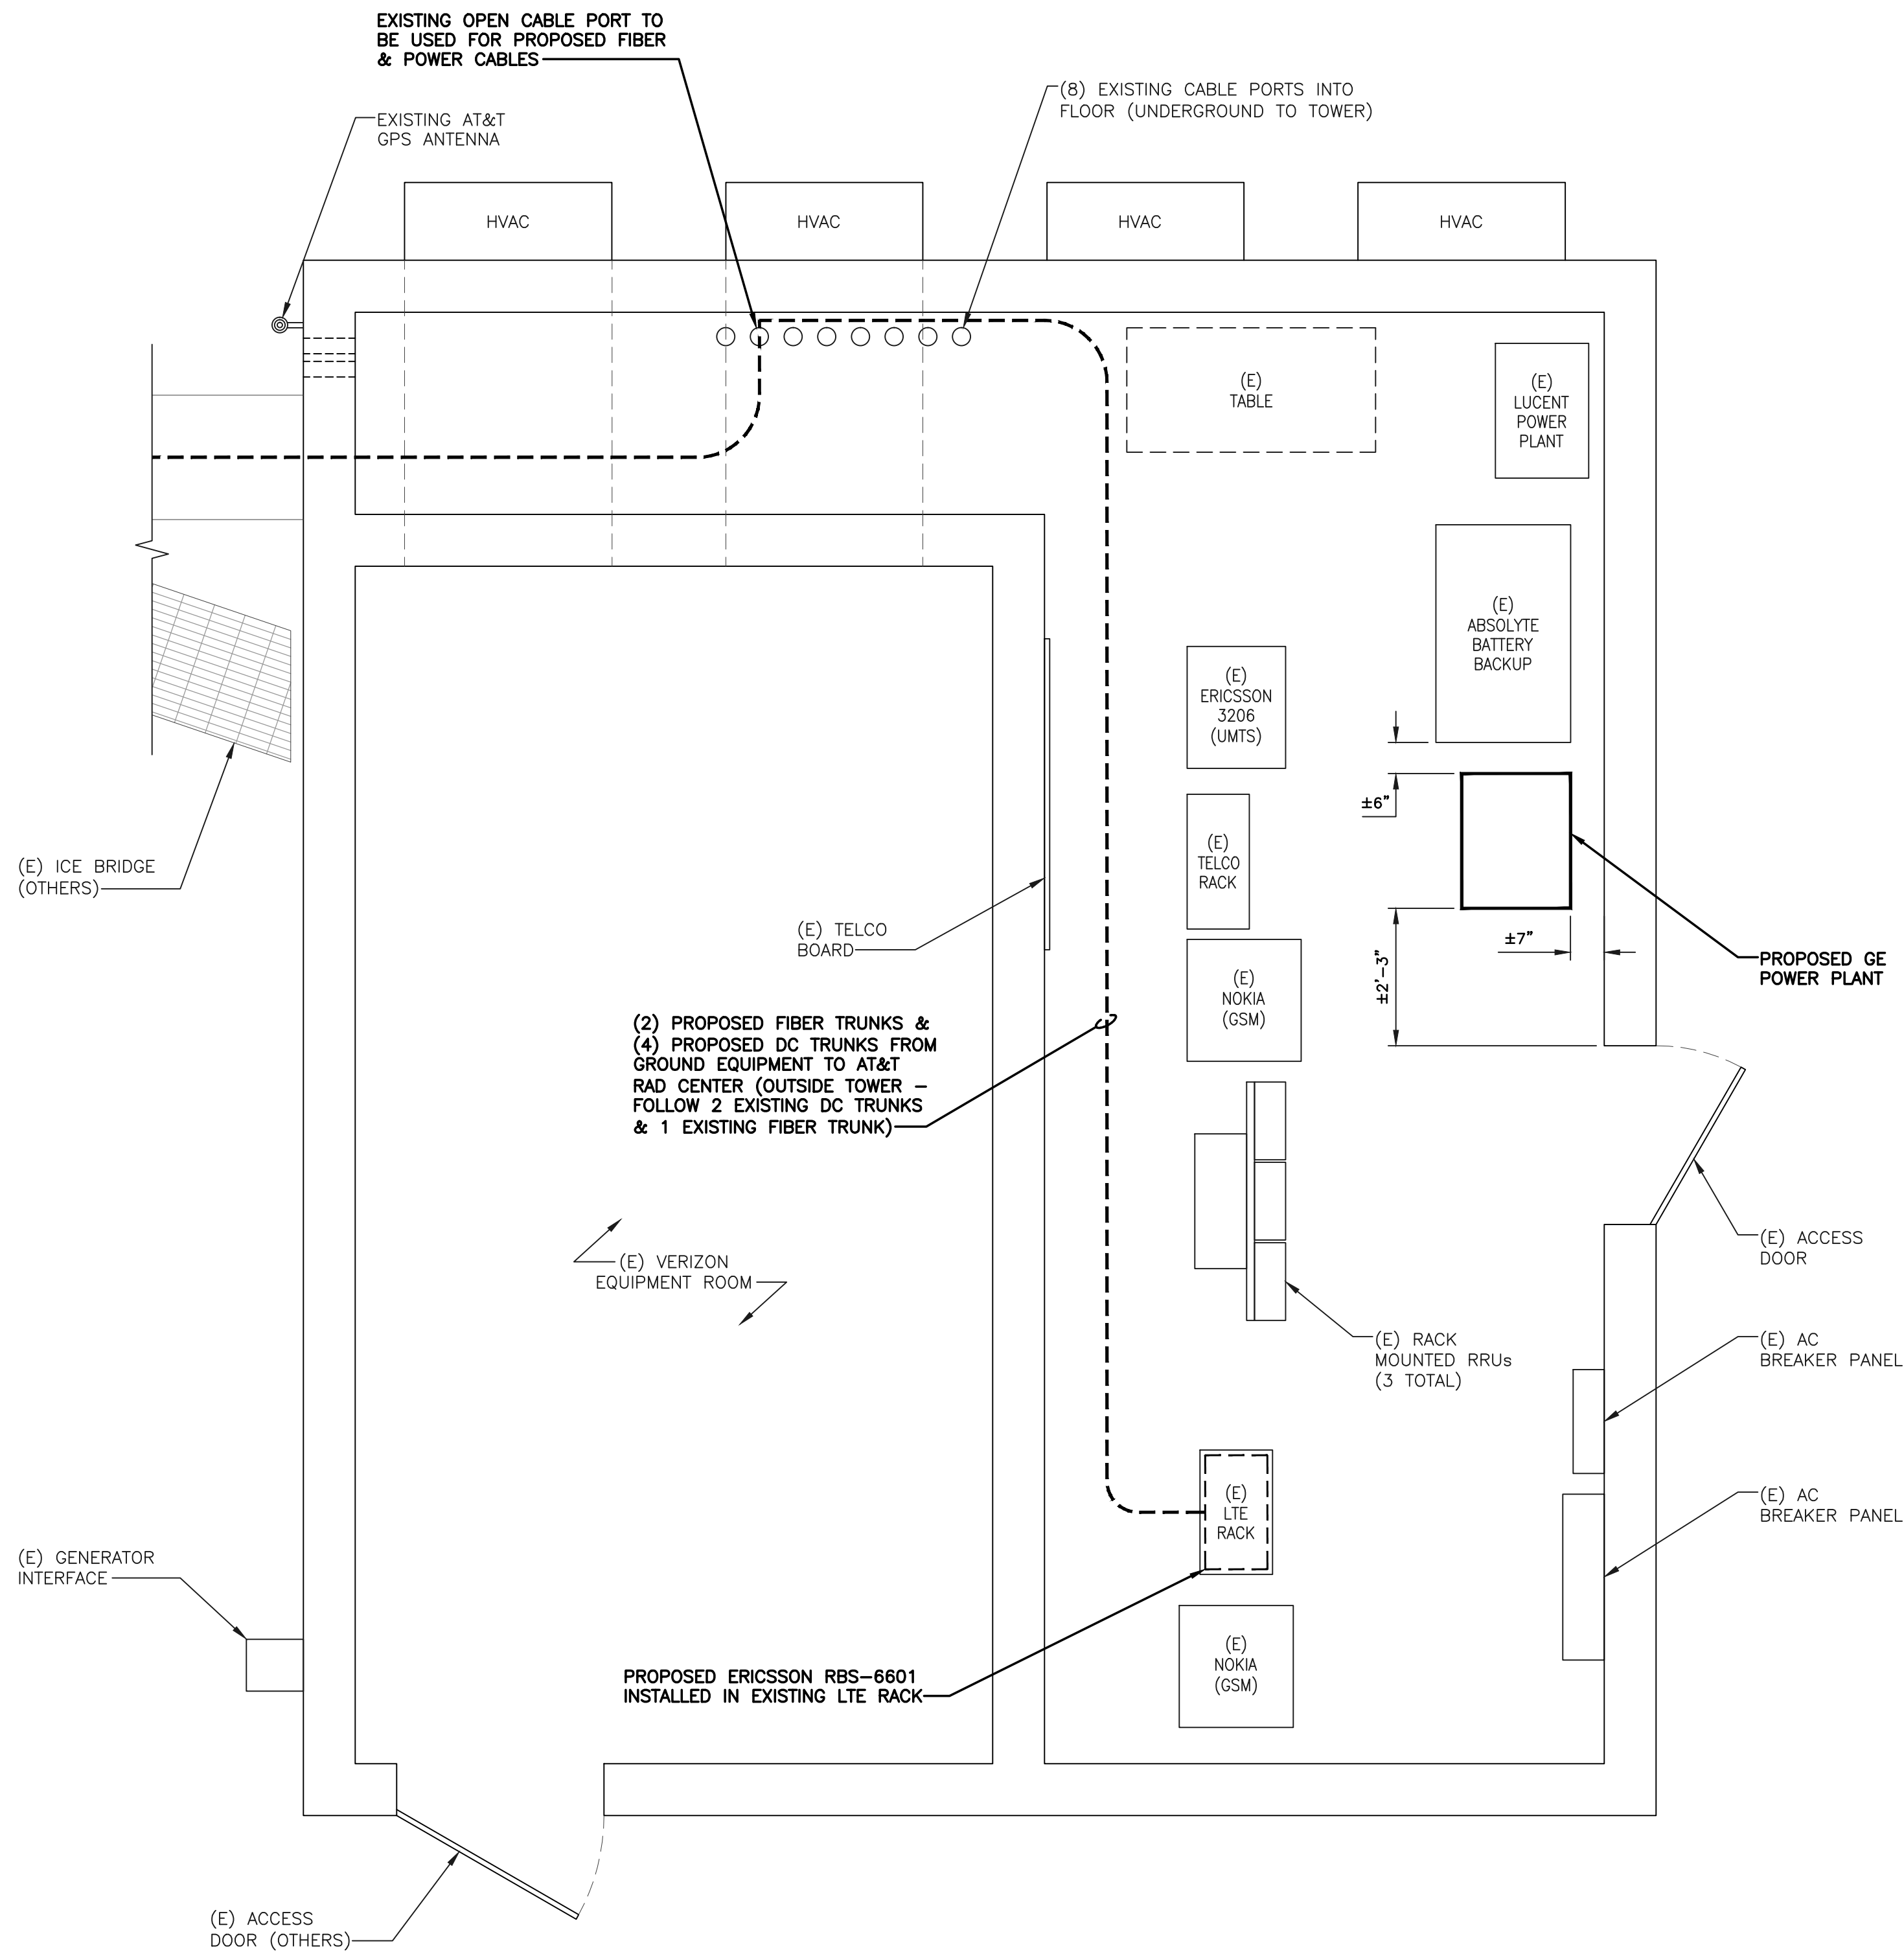 EXISTING OPEN CABLE PORT TO
BE USED FOR PROPOSED FIBER
& POWER CABLES
(8) EXISTING CABLE PORTS INTO
FLOOR (UNDERGROUND TO TOWER)
EXISTING AT&T
GPS ANTENNA
HVAC
HVAC
HVAC
HVAC
(E)
TABLE
(E)
LUCENT
POWER
PLANT
(E)
ABSOLYTE
BATTERY
BACKUP
(E)
ERICSSON
3206
(UMTS)
±6"
(E)
TELCO
RACK
(E) ICE BRIDGE
(OTHERS)
(E) TELCO
BOARD
±7"
±2'-3"
PROPOSED GE
POWER PLANT
(E)
NOKIA
(GSM)
(2) PROPOSED FIBER TRUNKS &
(4) PROPOSED DC TRUNKS FROM
GROUND EQUIPMENT TO AT&T
RAD CENTER (OUTSIDE TOWER –
FOLLOW 2 EXISTING DC TRUNKS
& 1 EXISTING FIBER TRUNK)
(E) VERIZON
EQUIPMENT ROOM
(E) ACCESS
DOOR
(E) RACK
MOUNTED RRUs
(3 TOTAL)
(E) AC
BREAKER PANEL
(E)
LTE
RACK
(E) AC
BREAKER PANEL
(E) GENERATOR
INTERFACE
(E)
NOKIA
(GSM)
PROPOSED ERICSSON RBS–6601
INSTALLED IN EXISTING LTE RACK
(E) ACCESS
DOOR (OTHERS)